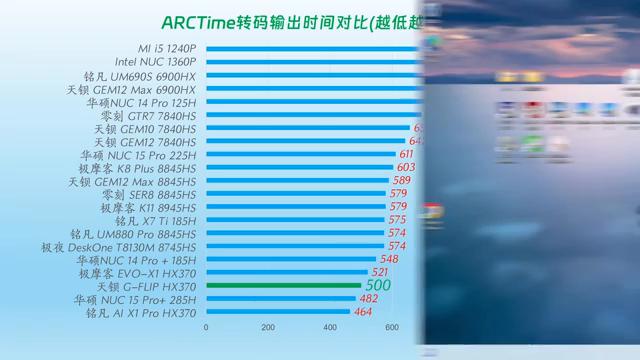 ARCTime转码输出时间对比(越低越
MI i5 1240P
Intel NUC 1360P
铭凡 UM690S 6900HX
天钡 GEM12 Max 6900HX
华硕NUC 14 Pro 125H
零刻 GTR7 7840HS
天钡 GEM10 7840HS
天钡 GEM12 7840HS
华硕 NUC 15 Pro 225H 611
极摩客 K8 Plus 8845HS 603
天钡 GEM12 Max 8845HS 589
零刻 SER8 8845HS 579
极摩客 K11 8945HS 579
铭凡 X7 Ti 185H 575
铭凡 UM880 Pro 8845HS 574
极夜 DeskOne T8130M 8745HS 574
华硕NUC 14 Pro + 185H 548
极摩客 EVO-X1 HX370 521
天钡 G-FLIP HX370 500
华硕 NUC 15 Pro+ 285H 482
铭凡 AI X1 Pro HX370 464
0 200 400 600